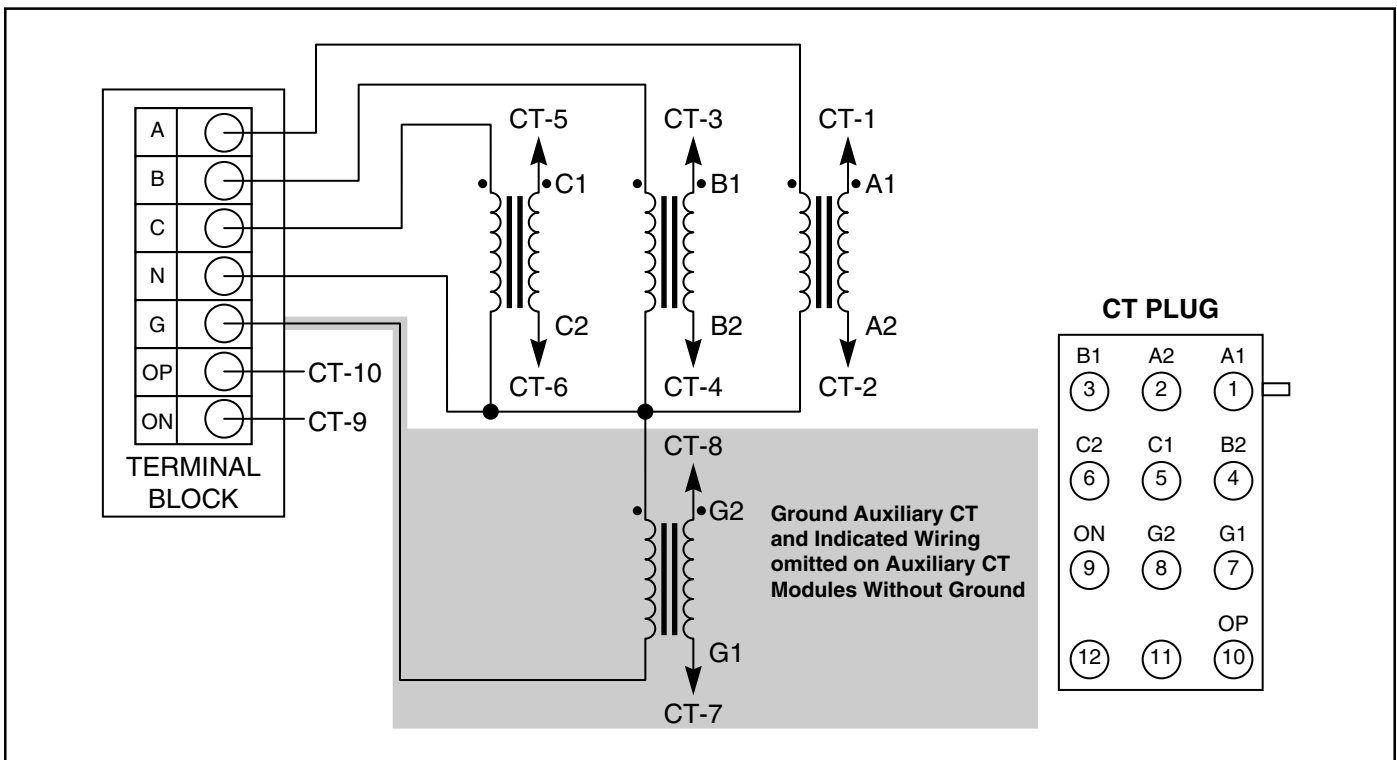 A
B
C
N
G
OP
ON
TERMINAL
BLOCK
CT-10
CT-9
CT-5
CT-3
CT-1
C1
B1
A1
C2
B2
A2
CT-6
CT-4
CT-2
CT-8
G2
Ground Auxiliary CT
and Indicated Wiring
omitted on Auxiliary CT
Modules Without Ground
G1
CT-7
CT PLUG
B1 A2 A1
3 2 1
C2 C1 B2
6 5 4
ON G2 G1
9 8 7
OP
12 11 10